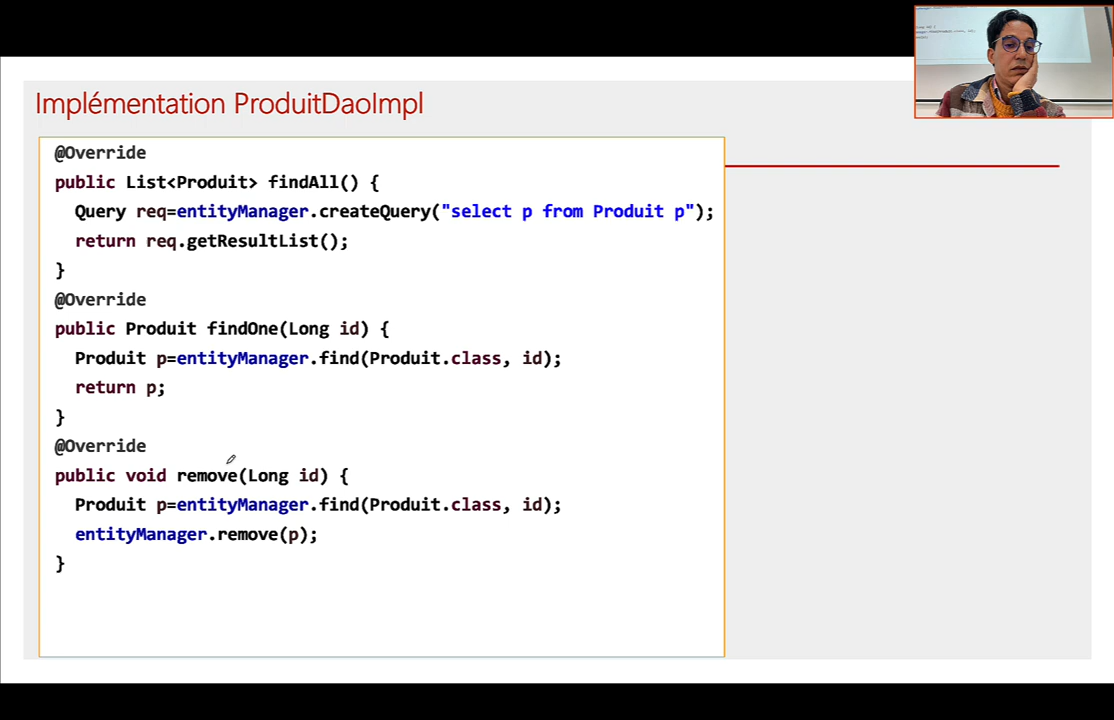 Implémentation ProduitDaoImpl
@Override
public List<Produit> findAll() {
Query req=entityManager.createQuery("select p from Produit p");
return req.getResultList();
}
@Override
public Produit findOne(Long id) {
Produit p=entityManager.find(Produit.class, id);
return p;
}
@Override
public void remove(Long id) {
Produit p=entityManager.find(Produit.class, id);
entityManager.remove(p);
}